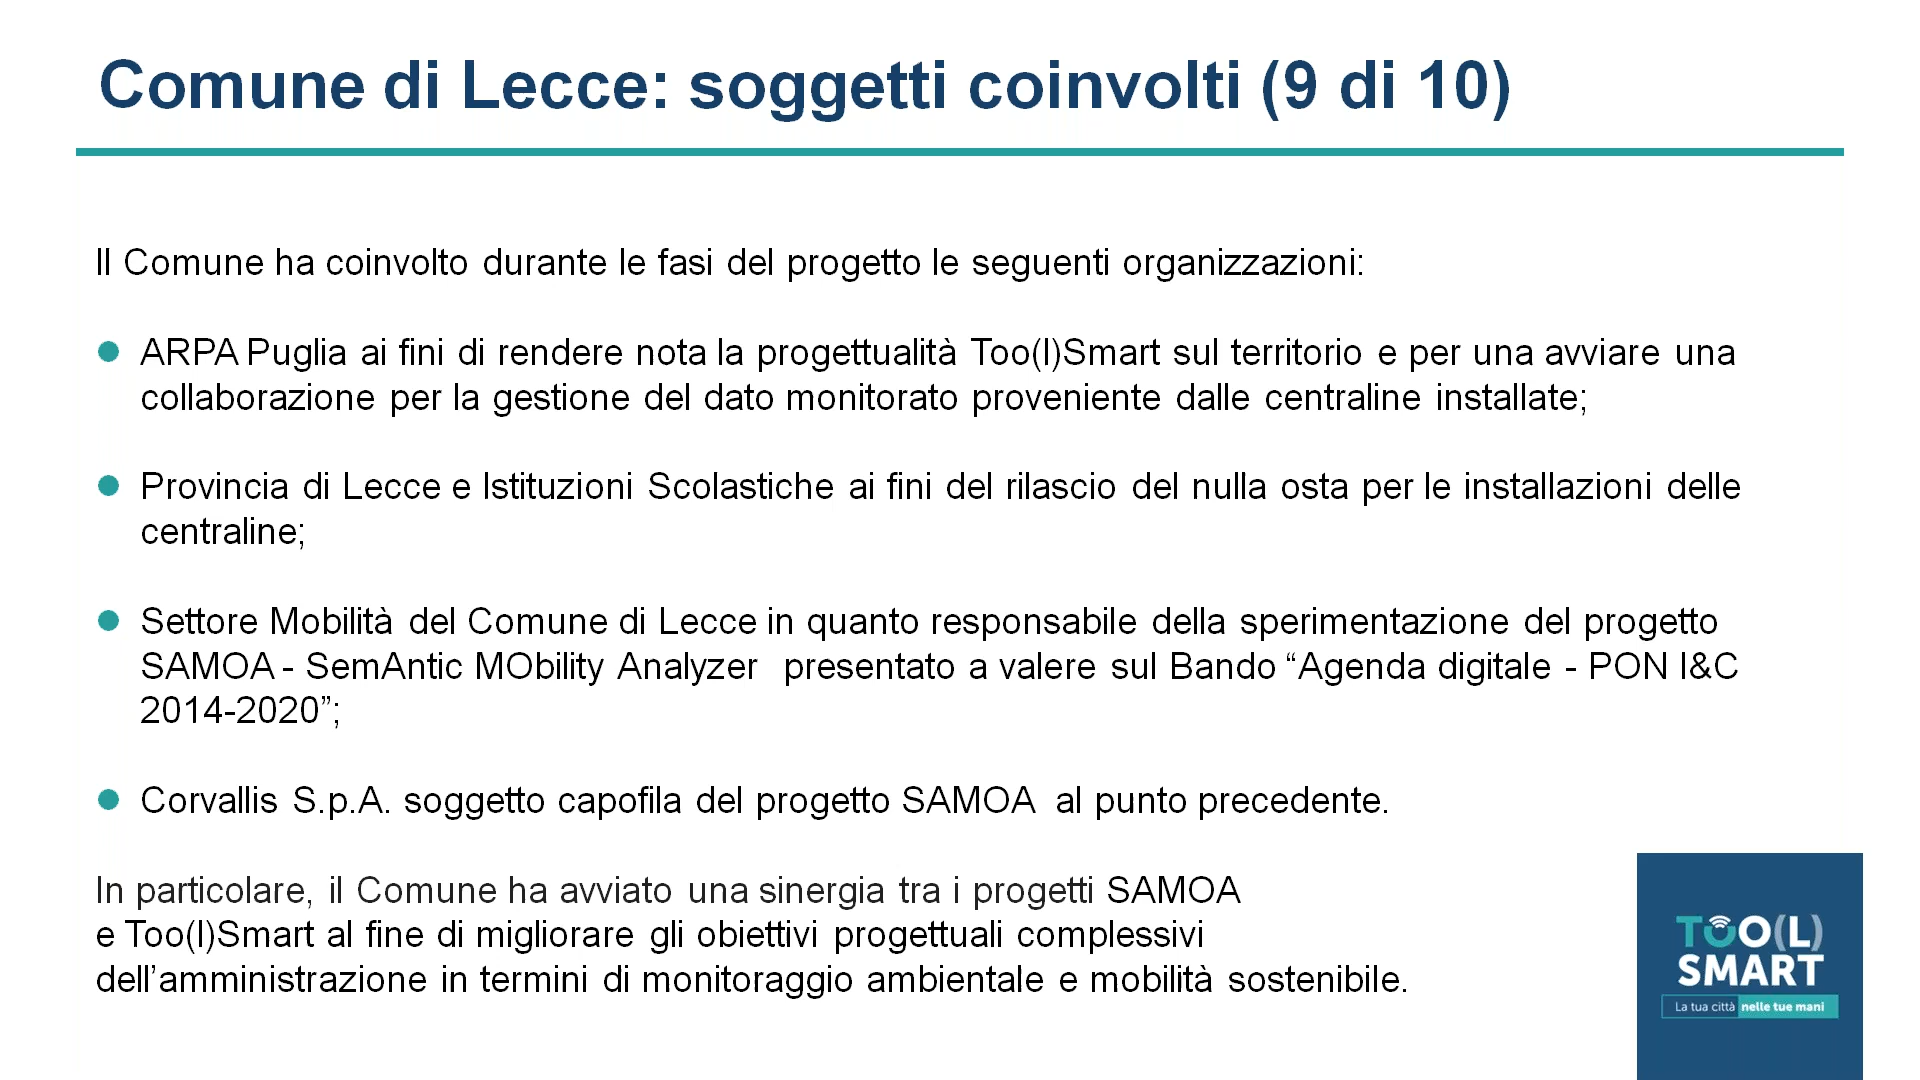 Comune di Lecce: soggetti coinvolti (9 di 10)
Il Comune ha coinvolto durante le fasi del progetto le seguenti organizzazioni:
ARPA Puglia ai fini di rendere nota la progettualità Too(l)Smart sul territorio e per una avviare una
collaborazione per la gestione del dato monitorato proveniente dalle centraline installate;
Provincia di Lecce e Istituzioni Scolastiche ai fini del rilascio del nulla osta per le installazioni delle
centraline;
Settore Mobilità del Comune di Lecce in quanto responsabile della sperimentazione del progetto
SAMOA - SemAntic MObility Analyzer presentato a valere sul Bando “Agenda digitale - PON I&C
2014-2020”;
Corvallis S.p.A. soggetto capofila del progetto SAMOA al punto precedente.
In particolare, il Comune ha avviato una sinergia tra i progetti SAMOA
e Too(l)Smart al fine di migliorare gli obiettivi progettuali complessivi
dell’amministrazione in termini di monitoraggio ambientale e mobilità sostenibile.
TOO(L)
SMART
La tua città nelle tue mani